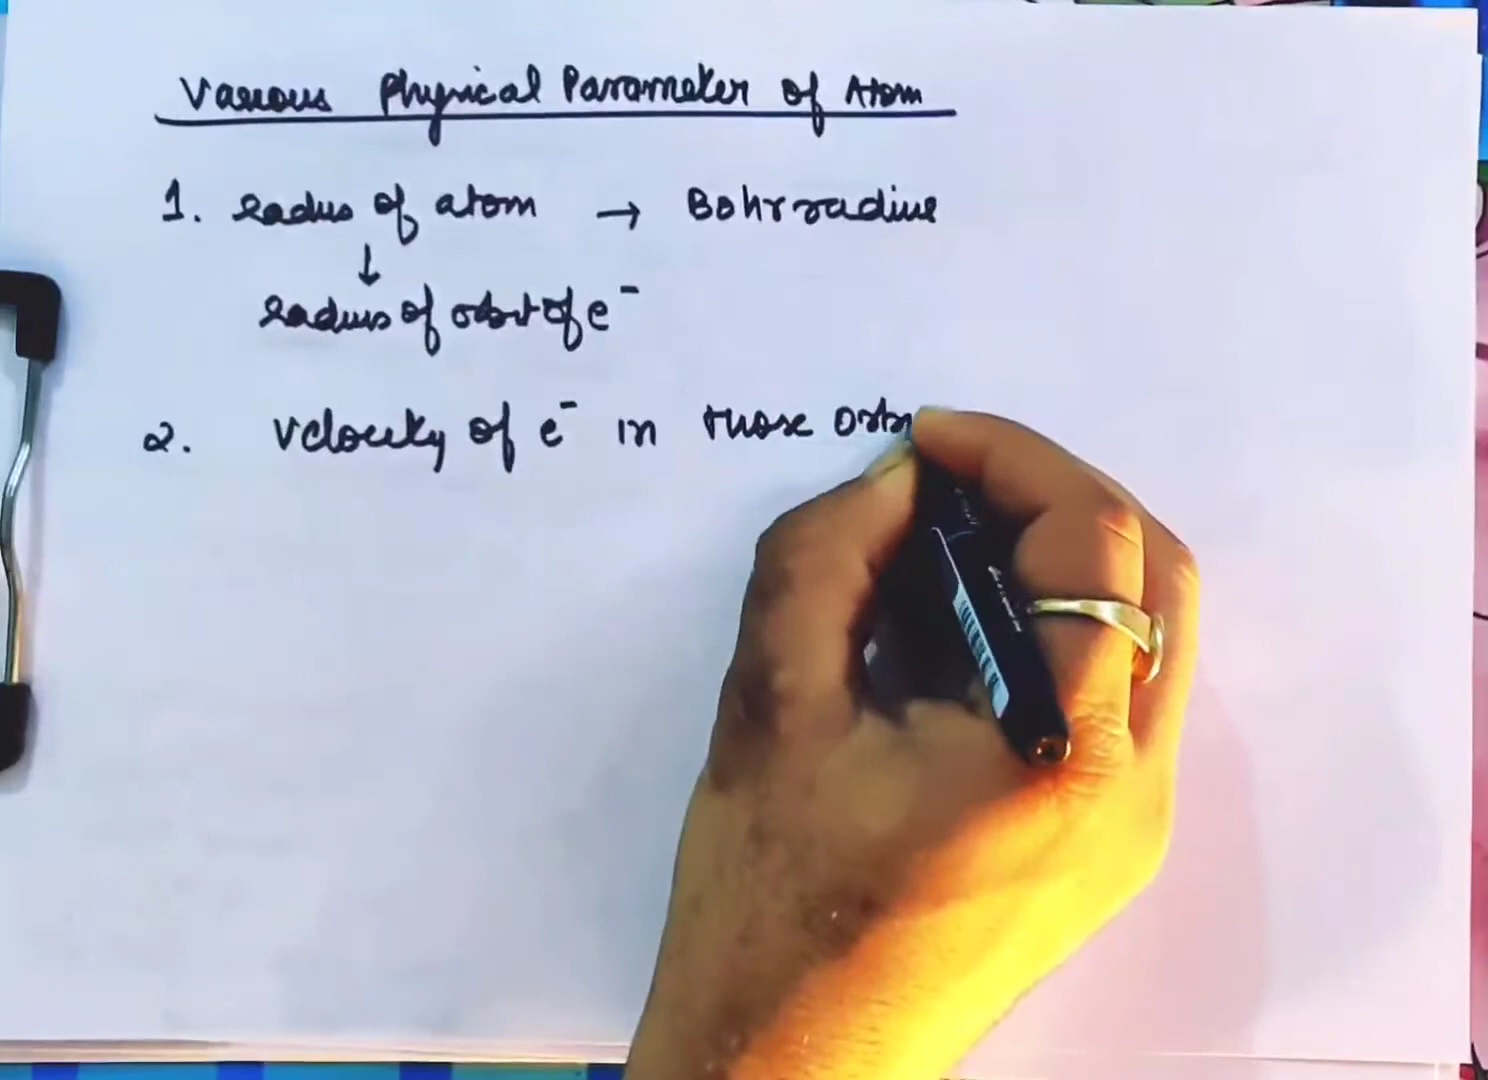 Various Physical Parameter of Atom
1. radius of atom → Bohr radius
↓
radius of orbit of e⁻
2. Velocity of e⁻ in those